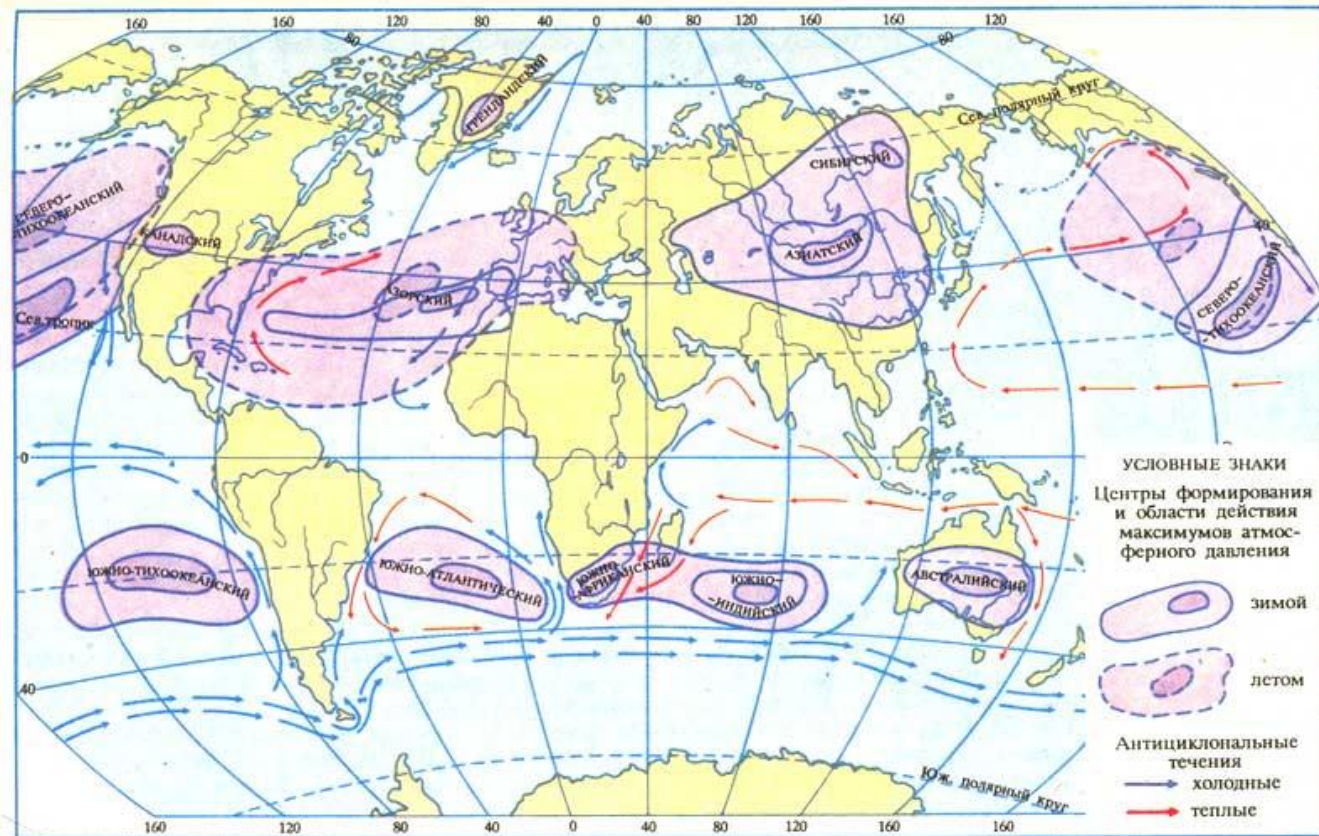 160 120 80 40 0 40 80 120 160 160 120
80 80
ГРЕНЛАНДСКИЙ
Сев. полярный круг
СИБИРСКИЙ
СЕВЕРО-
ТИХООКЕАНСКИЙ
КАНАДСКИЙ
АЗИАТСКИЙ
40
АЗОРСКИЙ
СЕВЕРО-
-ТИХООКЕАНСКИЙ
Сев.тропик
0
ЮЖНО-ТИХООКЕАНСКИЙ
ЮЖНО-АТЛАНТИЧЕСКИЙ
ЮЖНО-
АФРИКАНСКИЙ
ЮЖНО-
-ИНДИЙСКИЙ
АВСТРАЛИЙСКИЙ
40
Юж. полярный круг
160 120 80 40 0 40 80 120 160
УСЛОВНЫЕ ЗНАКИ
Центры формирования
и области действия
максимумов атмос-
ферного давления
зимой
летом
Антициклональные
течения
холодные
теплые